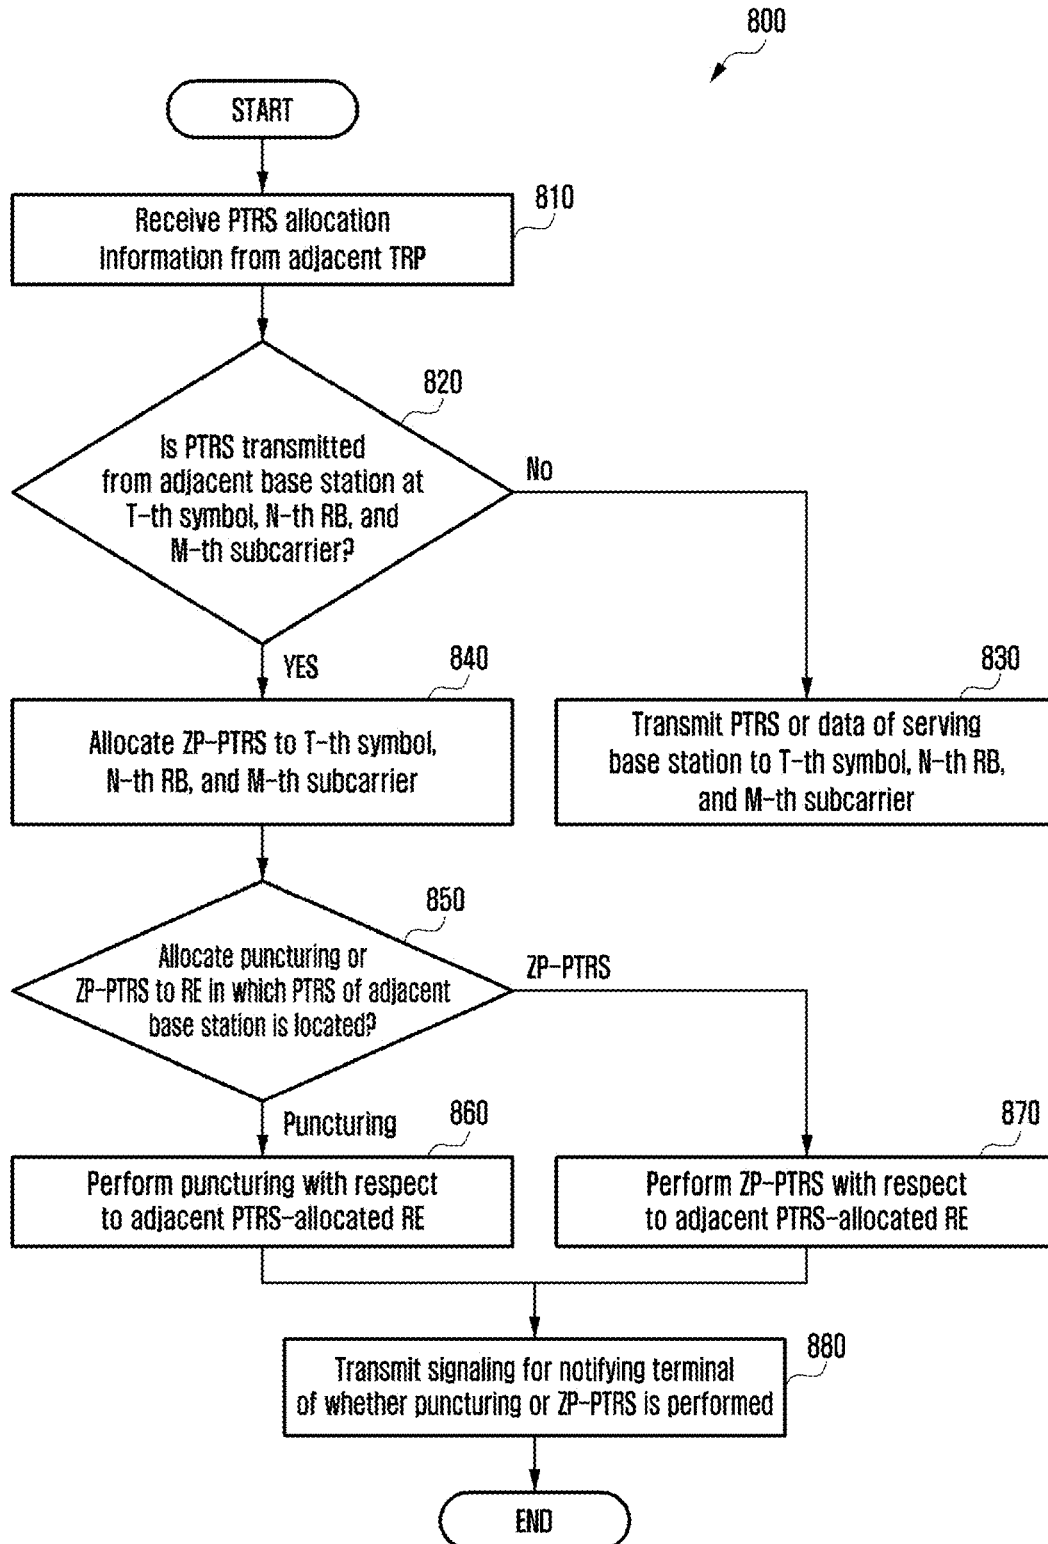 800
START
810
Receive PTRS allocation
information from adjacent TRP
820
Is PTRS transmitted
from adjacent base station at
T-th symbol, N-th RB, and
M-th subcarrier?
No
YES
840
Allocate ZP-PTRS to T-th symbol,
N-th RB, and M-th subcarrier
830
Transmit PTRS or data of serving
base station to T-th symbol, N-th RB,
and M-th subcarrier
850
Allocate puncturing or
ZP-PTRS to RE in which PTRS of adjacent
base station is located?
ZP-PTRS
Puncturing
860
Perform puncturing with respect
to adjacent PTRS-allocated RE
870
Perform ZP-PTRS with respect
to adjacent PTRS-allocated RE
880
Transmit signaling for notifying terminal
of whether puncturing or ZP-PTRS is performed
END